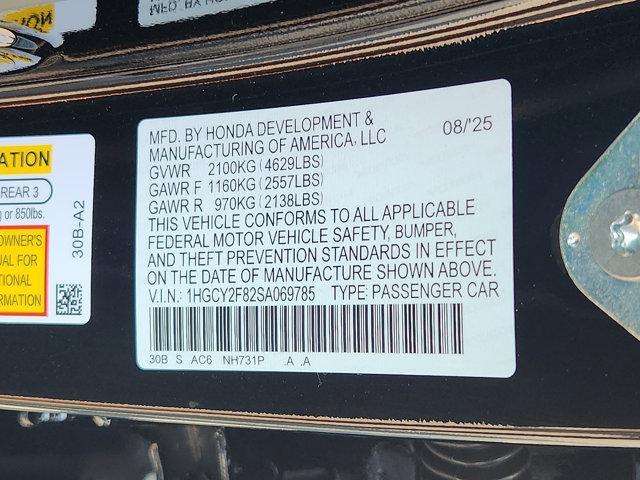 MFD. BY HONDA DEVELOPMENT &
MANUFACTURING OF AMERICA, LLC
08/'25
GVWR 2100KG (4629LBS)
GAWR F 1160KG (2557LBS)
GAWR R 970KG (2138LBS)
THIS VEHICLE CONFORMS TO ALL APPLICABLE
FEDERAL MOTOR VEHICLE SAFETY, BUMPER,
AND THEFT PREVENTION STANDARDS IN EFFECT
ON THE DATE OF MANUFACTURE SHOWN ABOVE.
V.I.N.: 1HGCY2F82SA069785 TYPE: PASSENGER CAR
30B S AC6 NH731P .A .A
ATION
REAR 3
or 850lbs.
OWNER'S
UAL FOR
TIONAL
RMATION
30B-A2